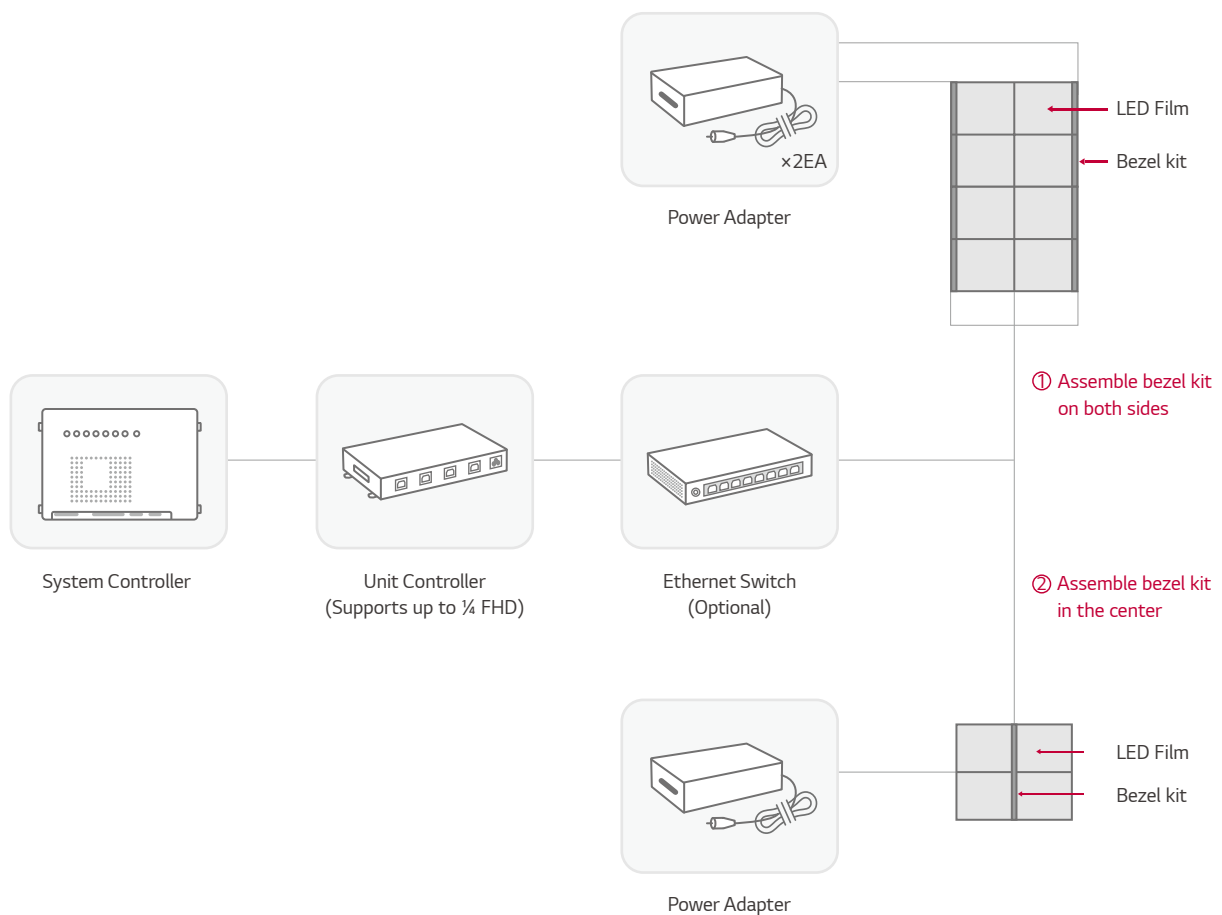 ×2EA
Power Adapter
LED Film
Bezel kit
① Assemble bezel kit
on both sides
System Controller
Unit Controller
(Supports up to ¼ FHD)
Ethernet Switch
(Optional)
② Assemble bezel kit
in the center
LED Film
Bezel kit
Power Adapter